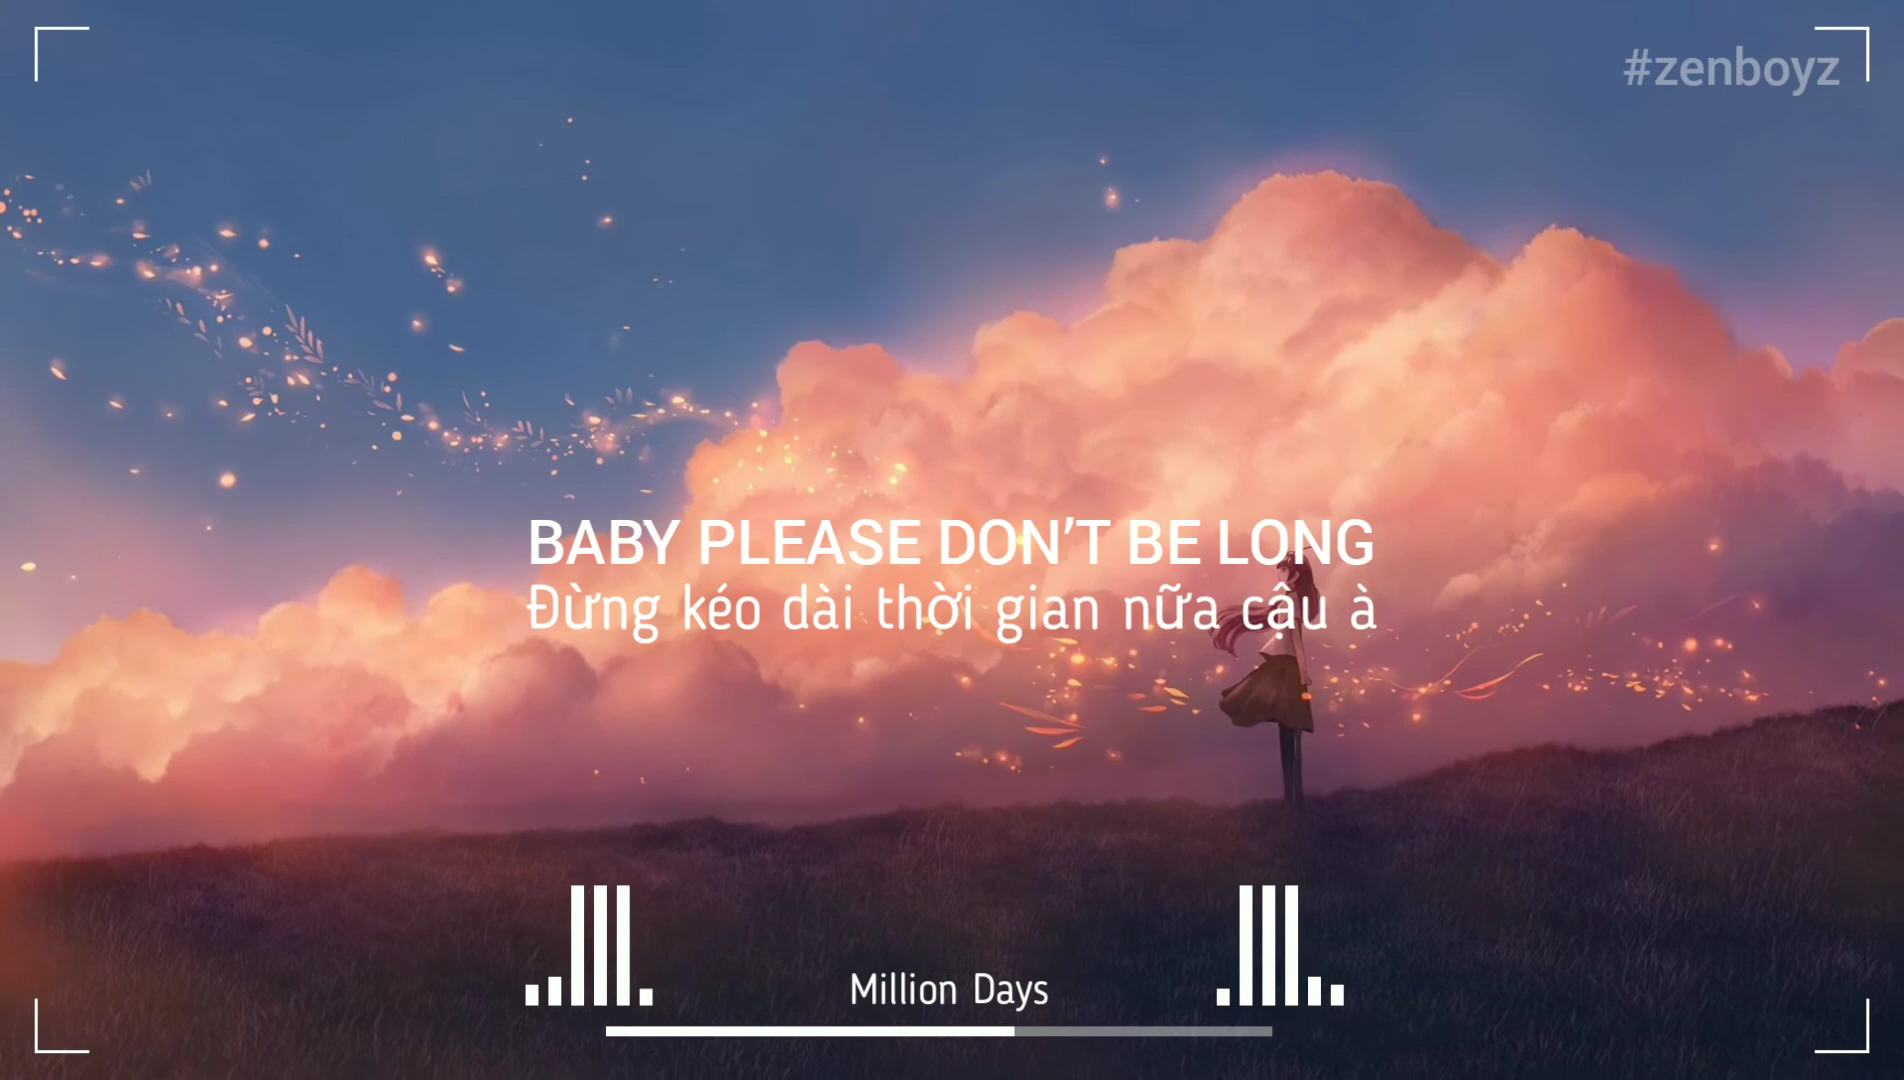 #zenboyz
BABY PLEASE DON'T BE LONG
Đừng kéo dài thời gian nữa cậu à
Million Days